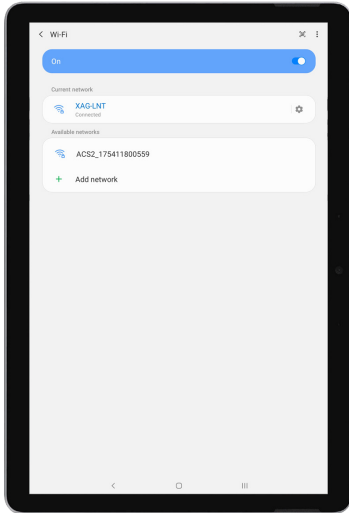 Wi-Fi
On
Current network
XAG-LNT
Connected
Available networks
ACS2_175411800559
Add network